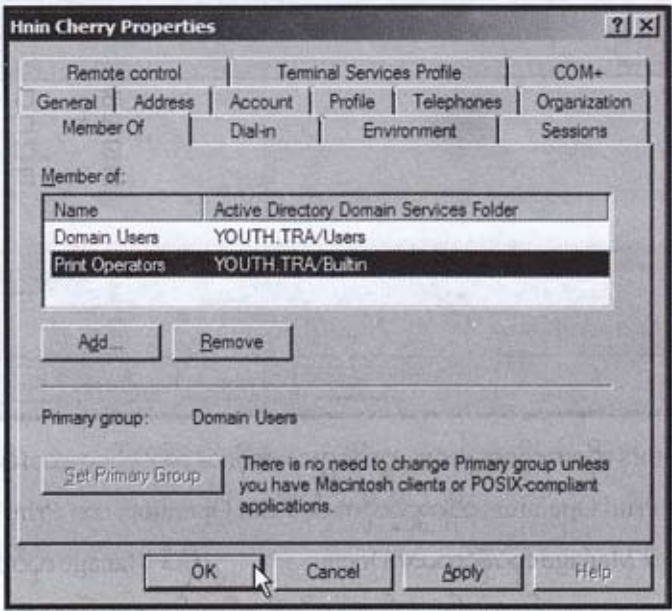 Hnin Cherry Properties
Remote control Terminal Services Profile COM+
General Address Account Profile Telephones Organization
Member Of Dial-in Environment Sessions
Member of:
Name Active Directory Domain Services Folder
Domain Users YOUTH.TRA/Users
Print Operators YOUTH.TRA/Builtin
Add... Remove
Primary group: Domain Users
Set Primary Group
There is no need to change Primary group unless
you have Macintosh clients or POSIX-compliant
applications.
OK Cancel Apply Help